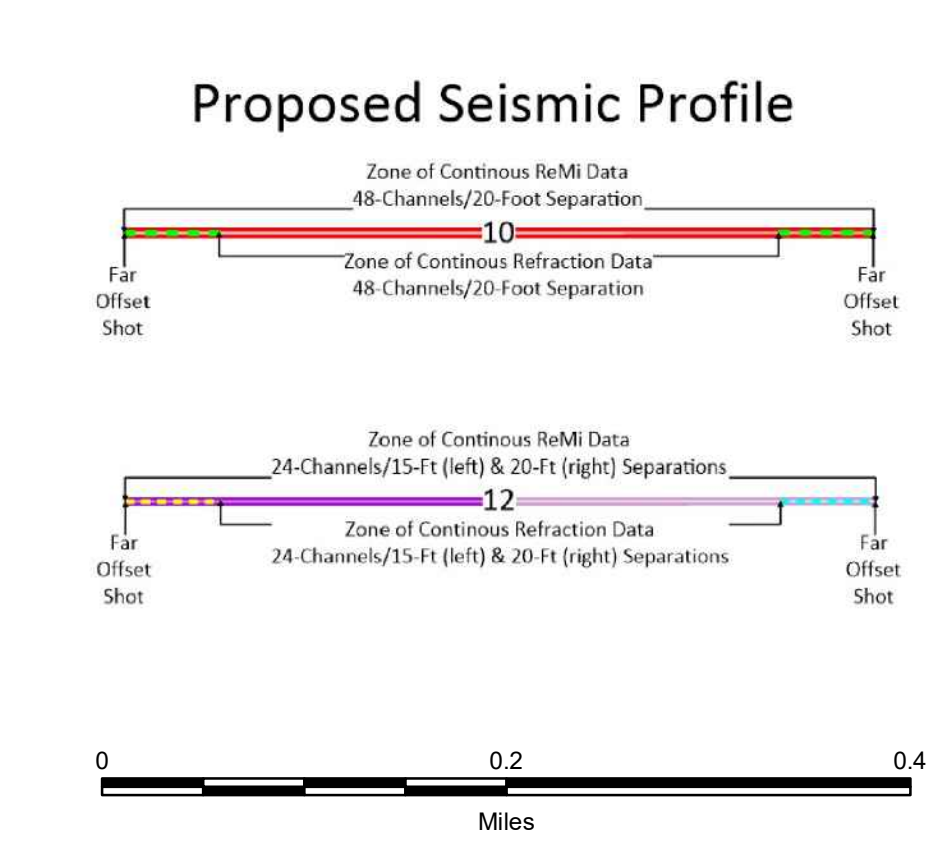 Proposed Seismic Profile
Zone of Continous ReMi Data
48-Channels/20-Foot Separation
10
Zone of Continous Refraction Data
48-Channels/20-Foot Separation
Far
Offset
Shot
Far
Offset
Shot
Zone of Continous ReMi Data
24-Channels/15-Ft (left) & 20-Ft (right) Separations
12
Zone of Continous Refraction Data
24-Channels/15-Ft (left) & 20-Ft (right) Separations
Far
Offset
Shot
Far
Offset
Shot
0 0.2 0.4
Miles